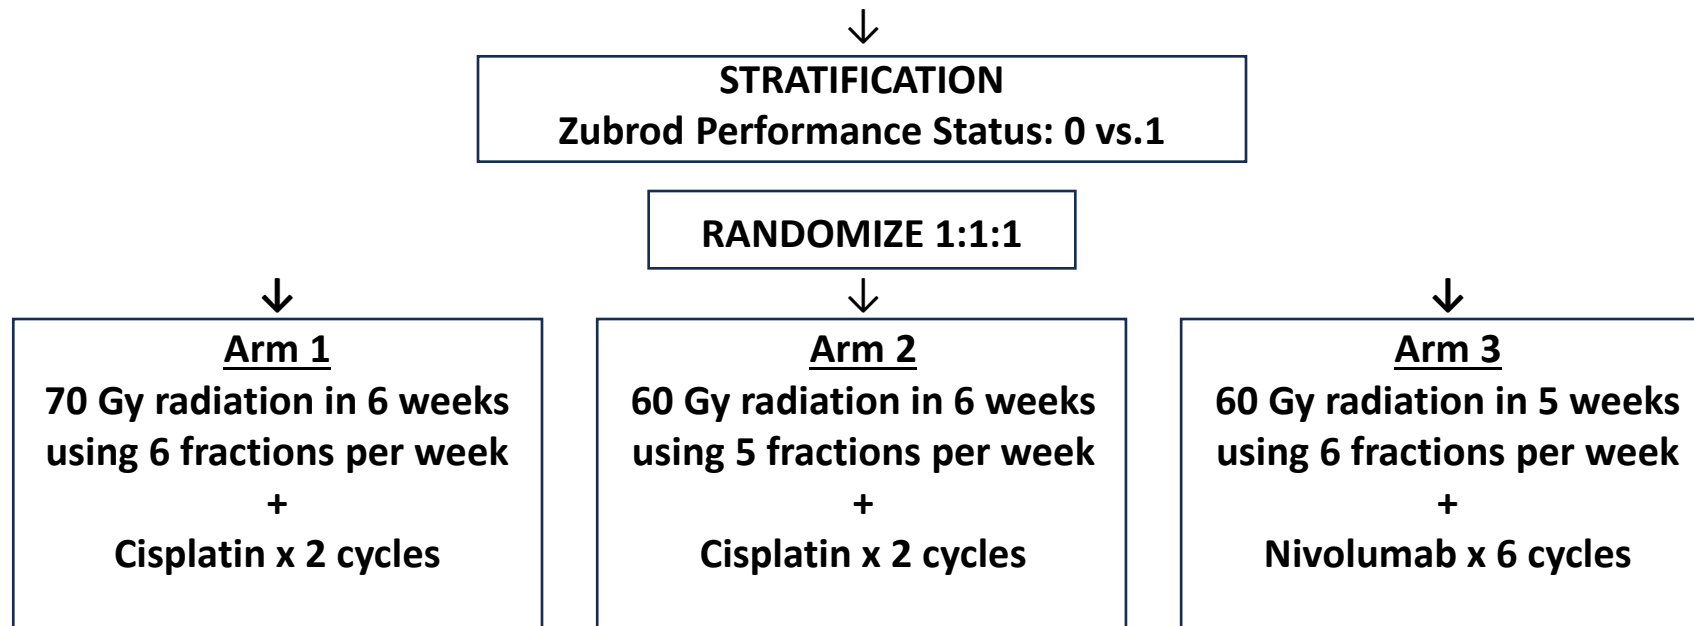 STRATIFICATION
Zubrod Performance Status: 0 vs.1
RANDOMIZE 1:1:1
Arm 1
70 Gy radiation in 6 weeks
using 6 fractions per week
+
Cisplatin x 2 cycles
Arm 2
60 Gy radiation in 6 weeks
using 5 fractions per week
+
Cisplatin x 2 cycles
Arm 3
60 Gy radiation in 5 weeks
using 6 fractions per week
+
Nivolumab x 6 cycles